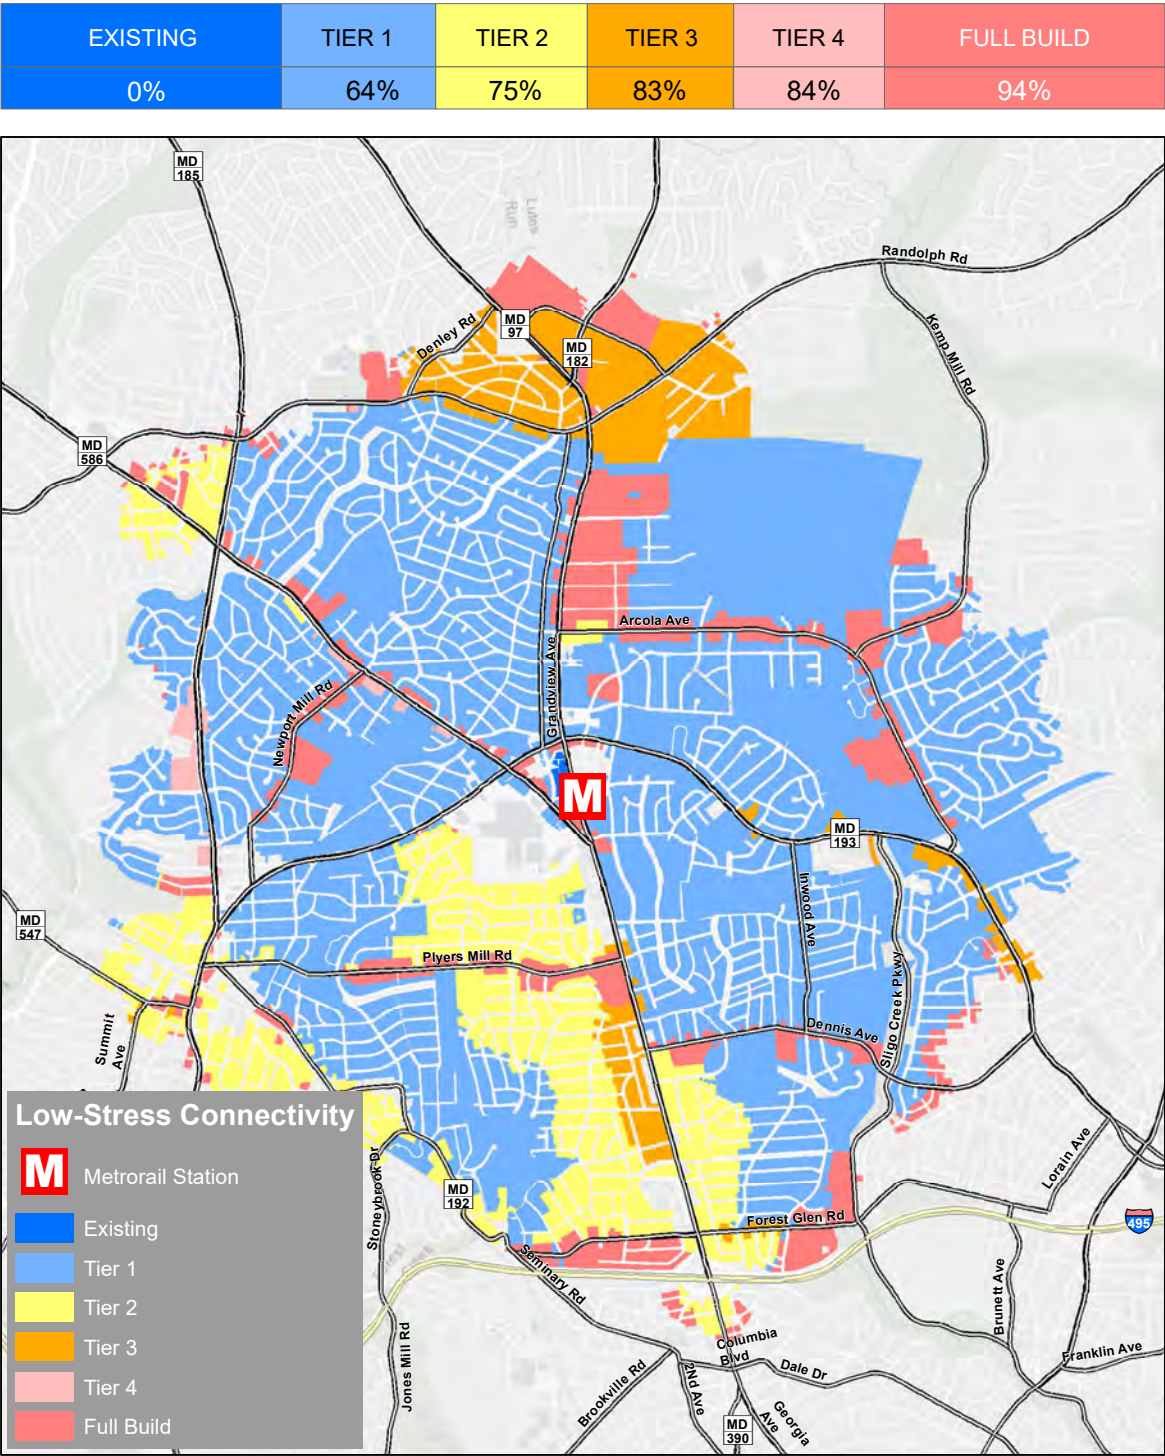 EXISTING TIER 1 TIER 2 TIER 3 TIER 4 FULL BUILD
0% 64% 75% 83% 84% 94%
MD
185
Lutes
Run
Randolph Rd
MD
97
Denley Rd
MD
182
Kemp Mill Rd
MD
586
Arcola Ave
Grandview Ave
Newport Mill Rd
M
MD
193
Inwood Ave
MD
547
Plyers Mill Rd
Sligo Creek Pkwy
Summit
Ave
Dennis Ave
Low-Stress Connectivity
M Metrorail Station
Existing
Tier 1
Tier 2
Tier 3
Tier 4
Full Build
Stoneybrook Dr
MD
192
Lorain Ave
Forest Glen Rd
495
Seminary Rd
Brunett Ave
Jones Mill Rd
Columbia
Blvd
Dale Dr
Franklin Ave
Brookville Rd
2Nd Ave
Georgia
Ave
MD
390